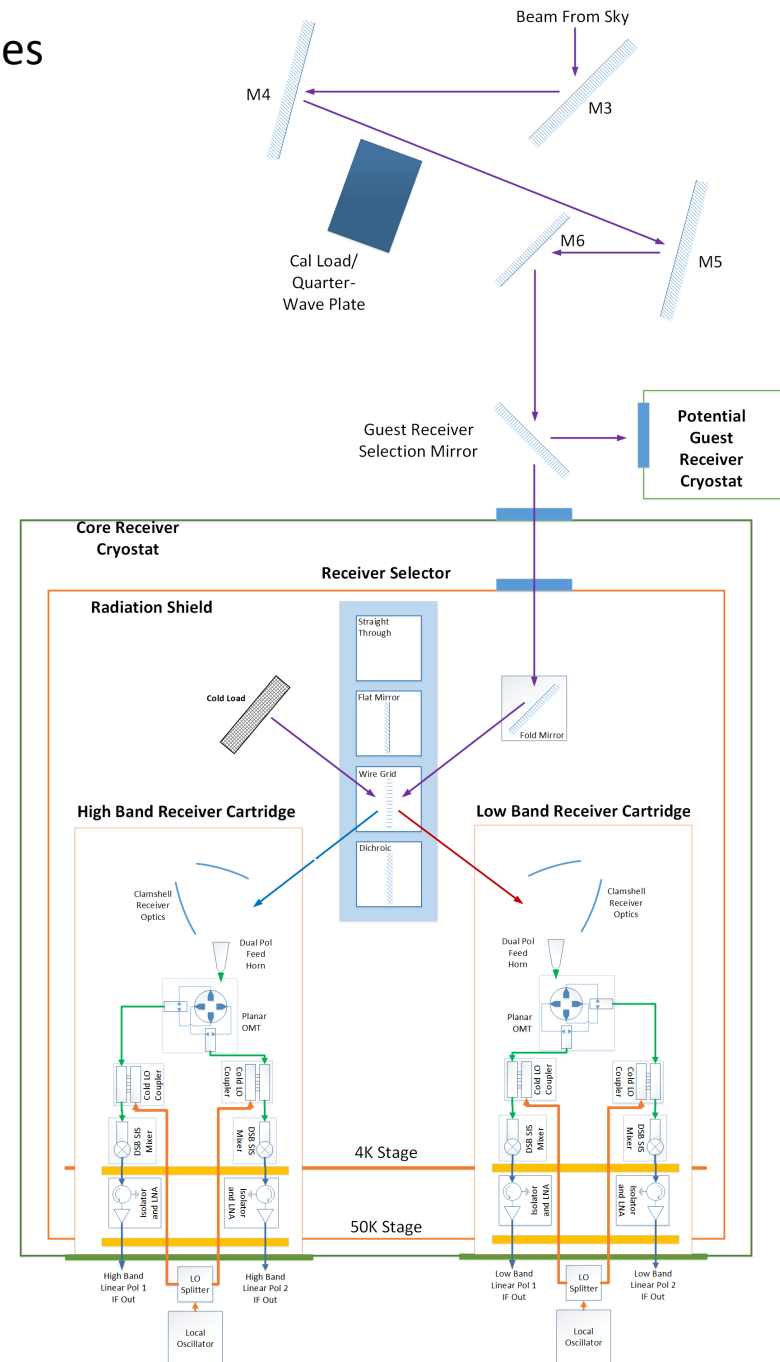 es
Beam From Sky
M4
M3
M6
M5
Cal Load/
Quarter-
Wave Plate
Guest Receiver
Selection Mirror
Potential
Guest
Receiver
Cryostat
Core Receiver
Cryostat
Receiver Selector
Radiation Shield
Straight
Through
Cold Load
Flat Mirror
Fold Mirror
Wire Grid
High Band Receiver Cartridge
Low Band Receiver Cartridge
Dichroic
Clamshell
Receiver
Optics
Clamshell
Receiver
Optics
Dual Pol
Feed
Horn
Dual Pol
Feed
Horn
Planar
OMT
Planar
OMT
Cold LO
Coupler
Cold LO
Coupler
Cold LO
Coupler
Cold LO
Coupler
DSB SIS
Mixer
DSB SIS
Mixer
DSB SIS
Mixer
DSB SIS
Mixer
4K Stage
Isolator
and LNA
Isolator
and LNA
Isolator
and LNA
Isolator
and LNA
50K Stage
High Band
Linear Pol 1
IF Out
LO
Splitter
High Band
Linear Pol 2
IF Out
Low Band
Linear Pol 1
IF Out
LO
Splitter
Low Band
Linear Pol 2
IF Out
Local
Oscillator
Local
Oscillator